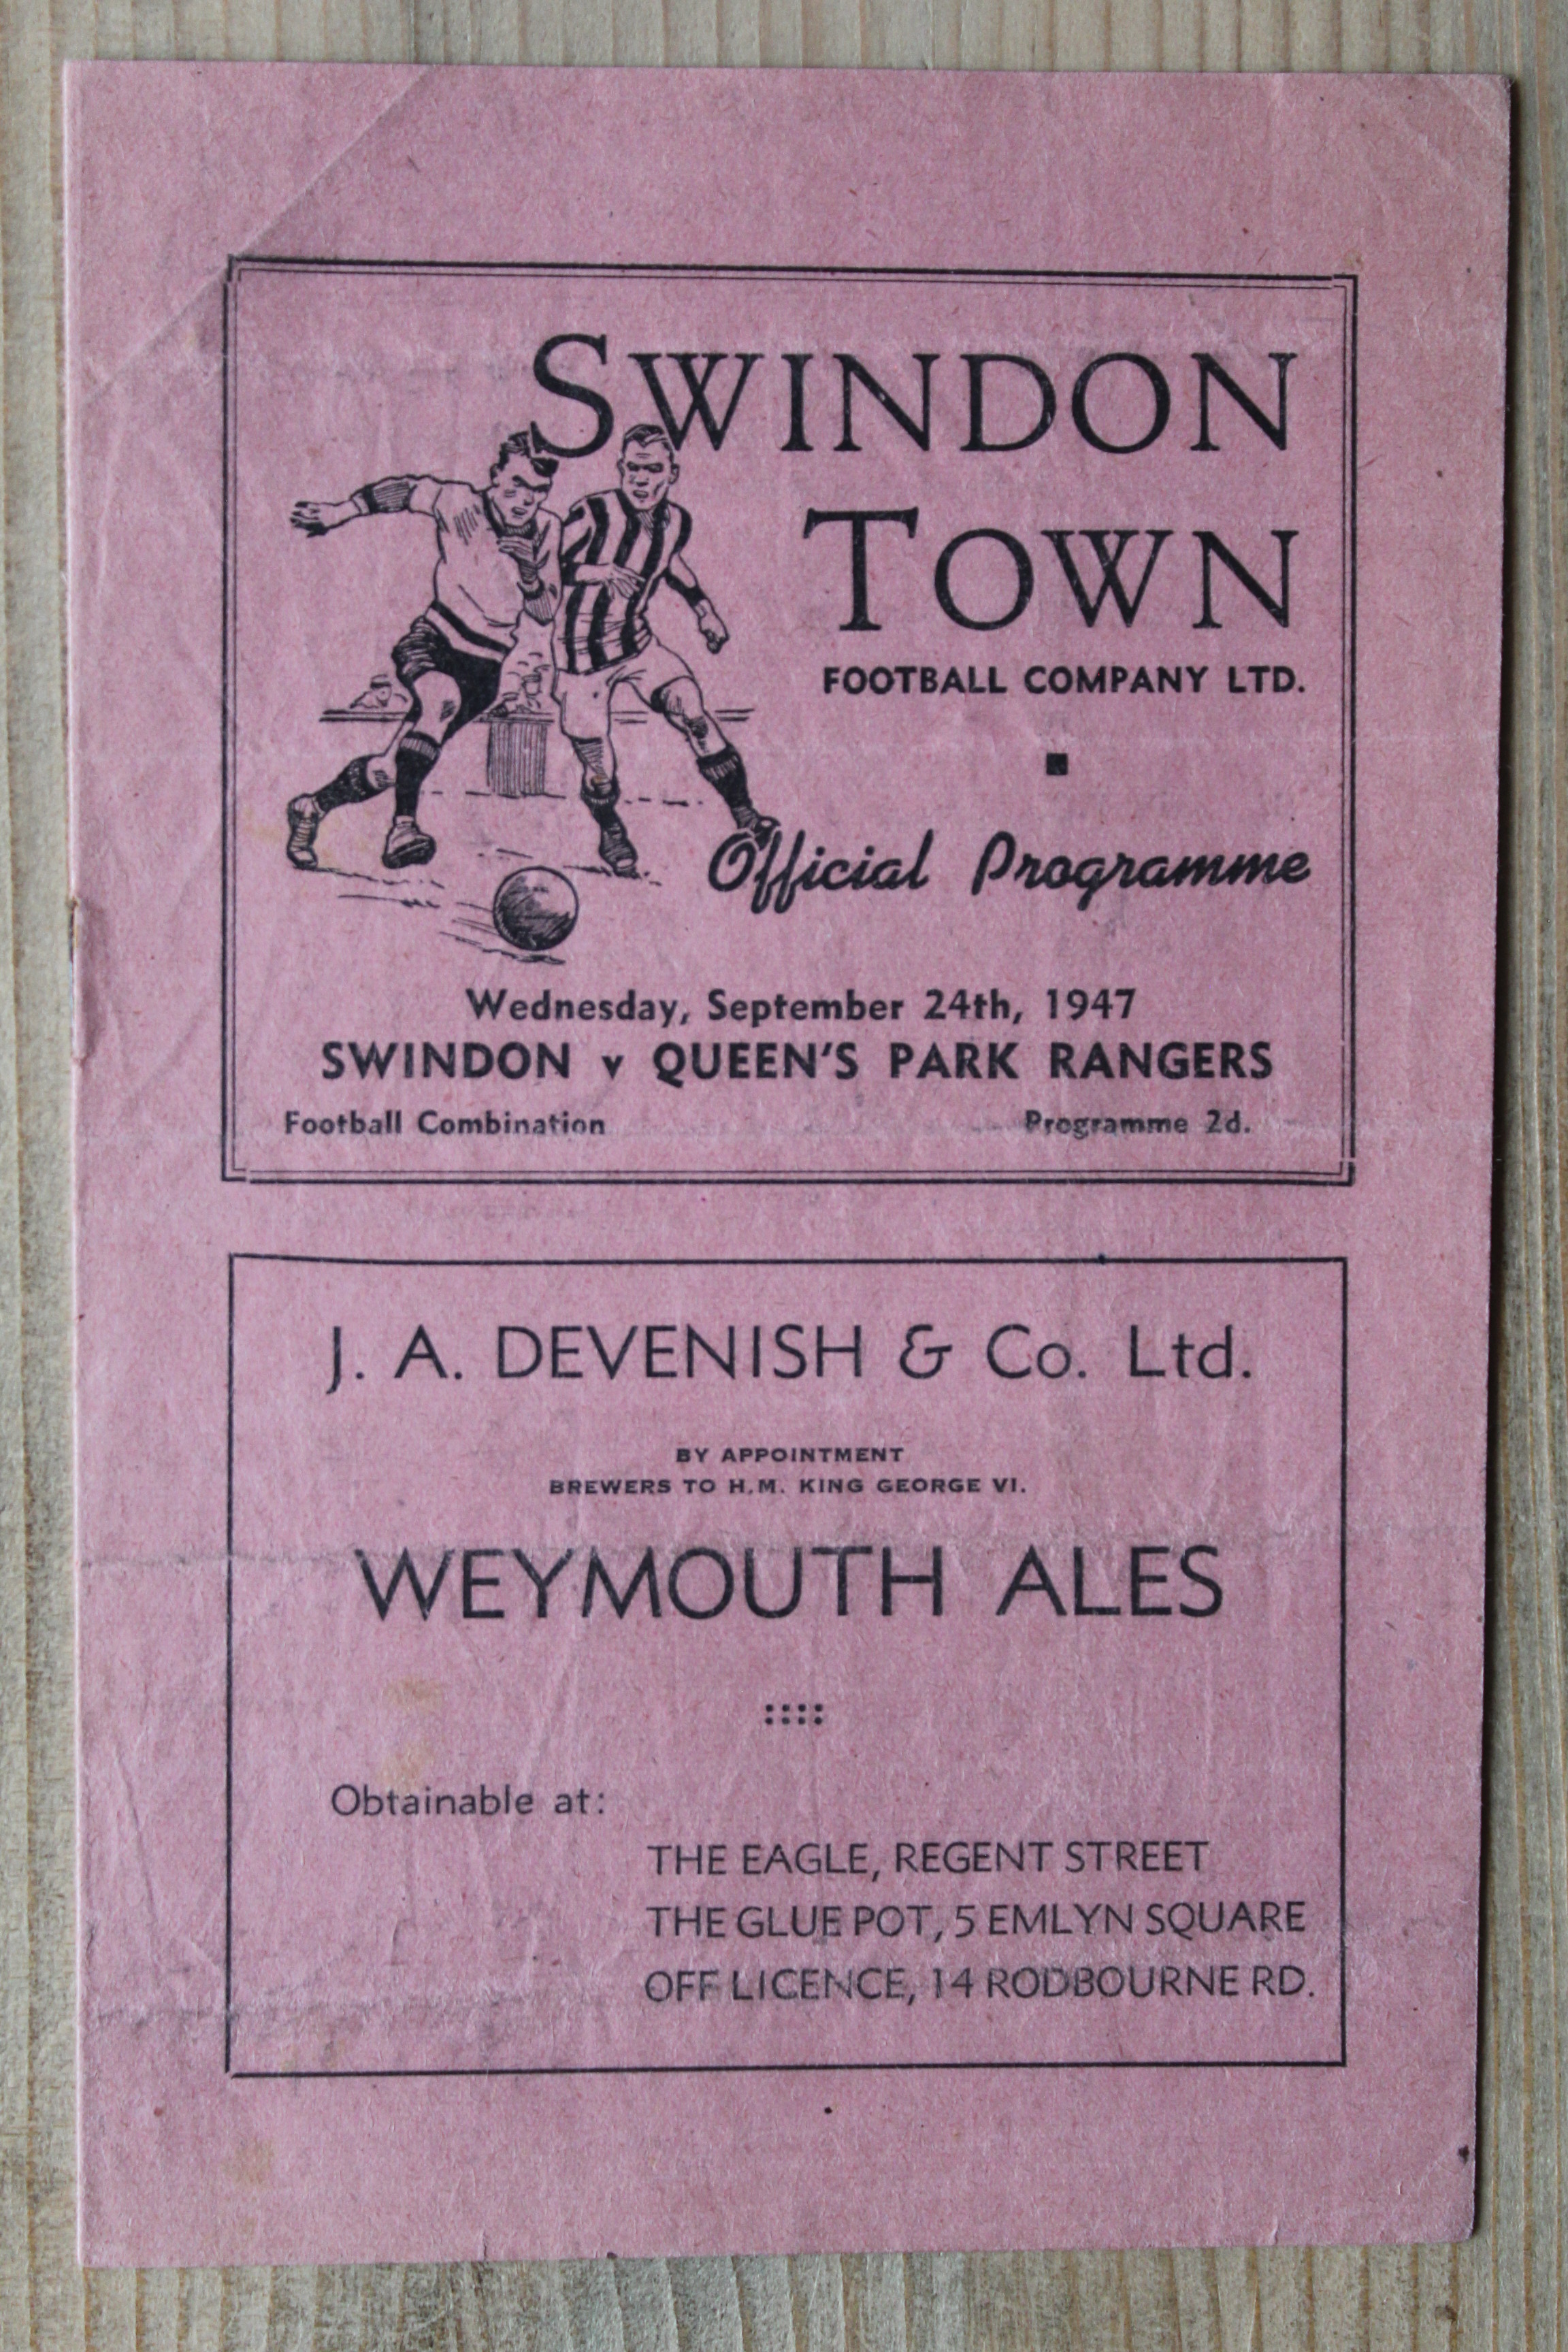 SWINDON
TOWN
FOOTBALL COMPANY LTD.
Official Programme
Wednesday, September 24th, 1947
SWINDON v QUEEN'S PARK RANGERS
Football Combination Programme 2d.
J. A. DEVENISH & Co. Ltd.
BY APPOINTMENT
BREWERS TO H.M. KING GEORGE VI.
WEYMOUTH ALES
Obtainable at:
THE EAGLE, REGENT STREET
THE GLUE POT, 5 EMLYN SQUARE
OFF LICENCE, 14 RODBOURNE RD.